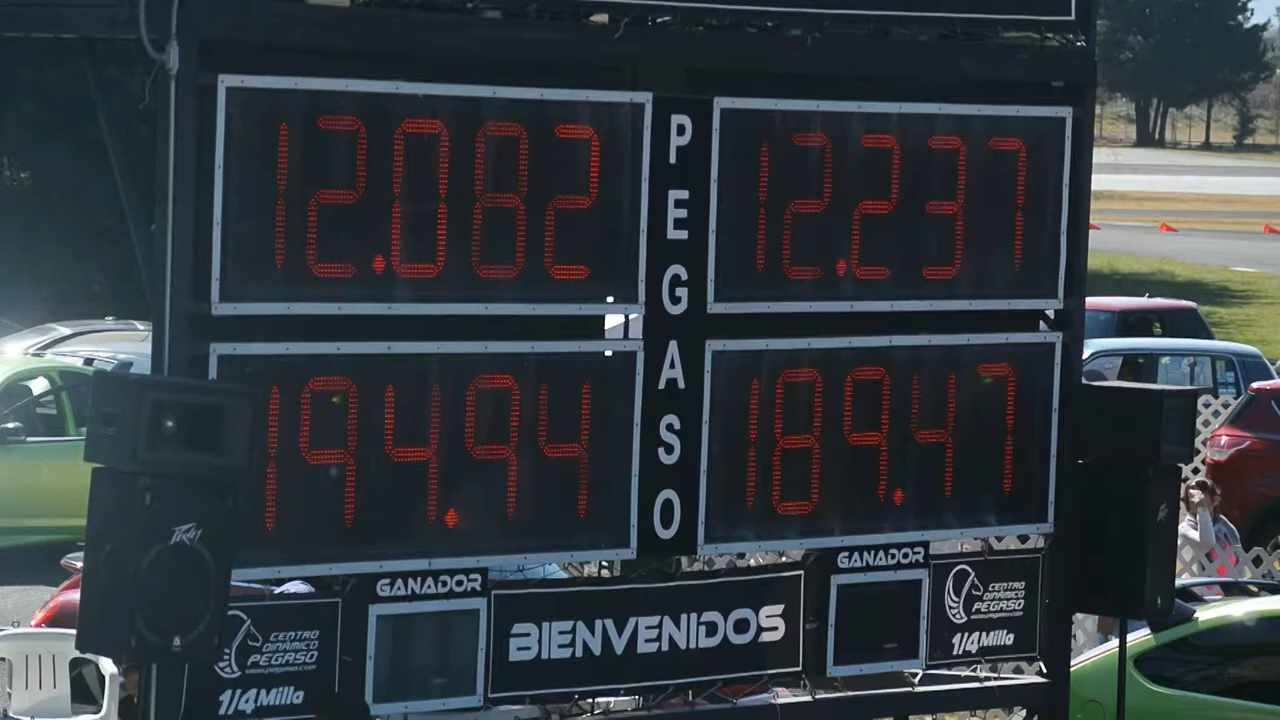 12.082
12.237
PEGASO
194.94
189.47
GANADOR
GANADOR
BIENVENIDOS
CENTRO
DINÁMICO
PEGASO
1/4 Milla
CENTRO
DINÁMICO
PEGASO
1/4 Milla
PEAVEY